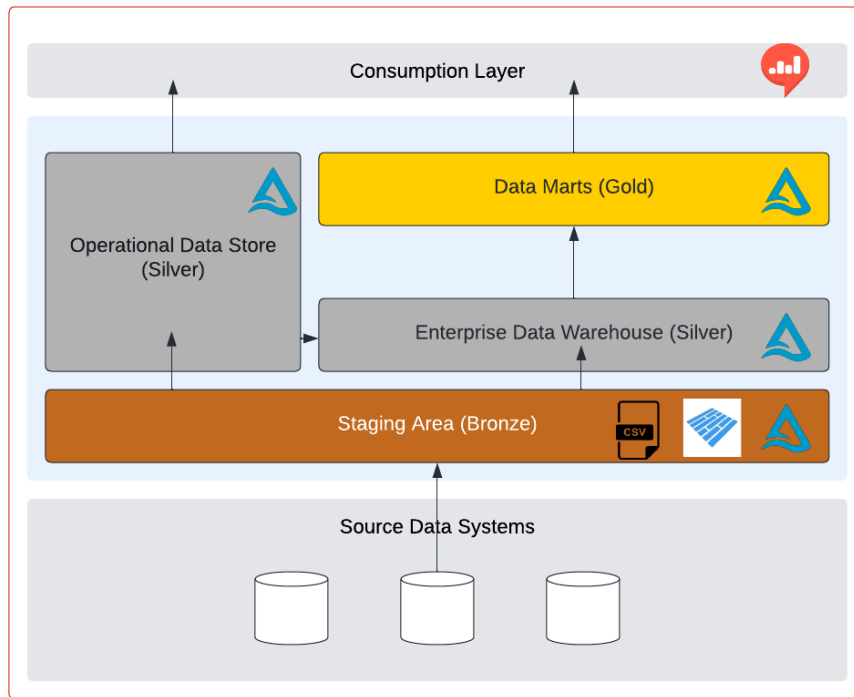 Consumption Layer
Data Marts (Gold)
Operational Data Store
(Silver)
Enterprise Data Warehouse (Silver)
Staging Area (Bronze)
CSV
Source Data Systems